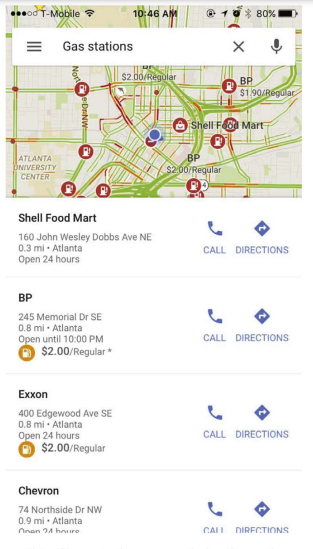 T-Mobile 10:46 AM 80%
Gas stations
$2.00/Regular
BP
$1.90/Regular
Shell Food Mart
BP
$2.00/Regular
4
ATLANTA
UNIVERSITY
CENTER
Shell Food Mart
160 John Wesley Dobbs Ave NE
0.3 mi • Atlanta
Open 24 hours
CALL DIRECTIONS
BP
245 Memorial Dr SE
0.8 mi • Atlanta
Open until 10:00 PM
$2.00/Regular *
CALL DIRECTIONS
Exxon
400 Edgewood Ave SE
0.8 mi • Atlanta
Open 24 hours
$2.00/Regular
CALL DIRECTIONS
Chevron
74 Northside Dr NW
0.9 mi • Atlanta
Open 24 hours
CALL DIRECTIONS